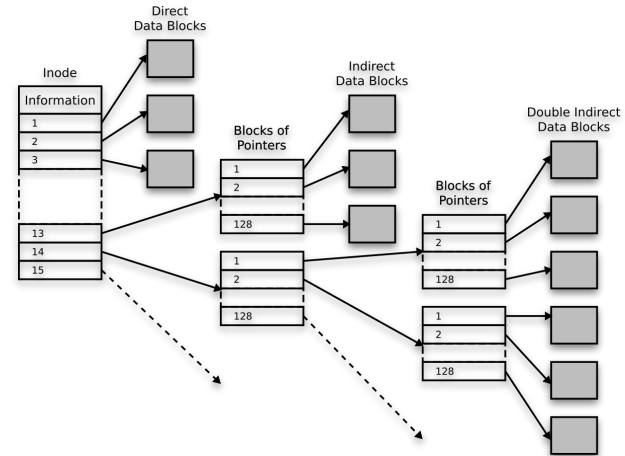 Direct
Data Blocks
Inode
Information
1
2
3
13
14
15
Indirect
Data Blocks
Blocks of
Pointers
1
2
128
1
2
128
Double Indirect
Data Blocks
Blocks of
Pointers
1
2
128
1
2
128